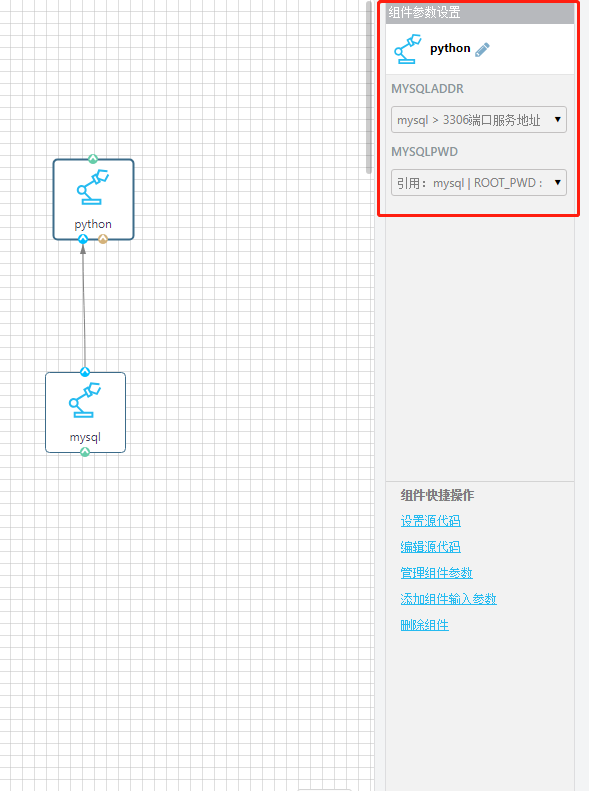 组件参数设置
python
MYSQLADDR
mysql > 3306端口服务地址
MYSQLPWD
引用：mysql | ROOT_PWD :
python
mysql
组件快捷操作
设置源代码
编辑源代码
管理组件参数
添加组件输入参数
删除组件